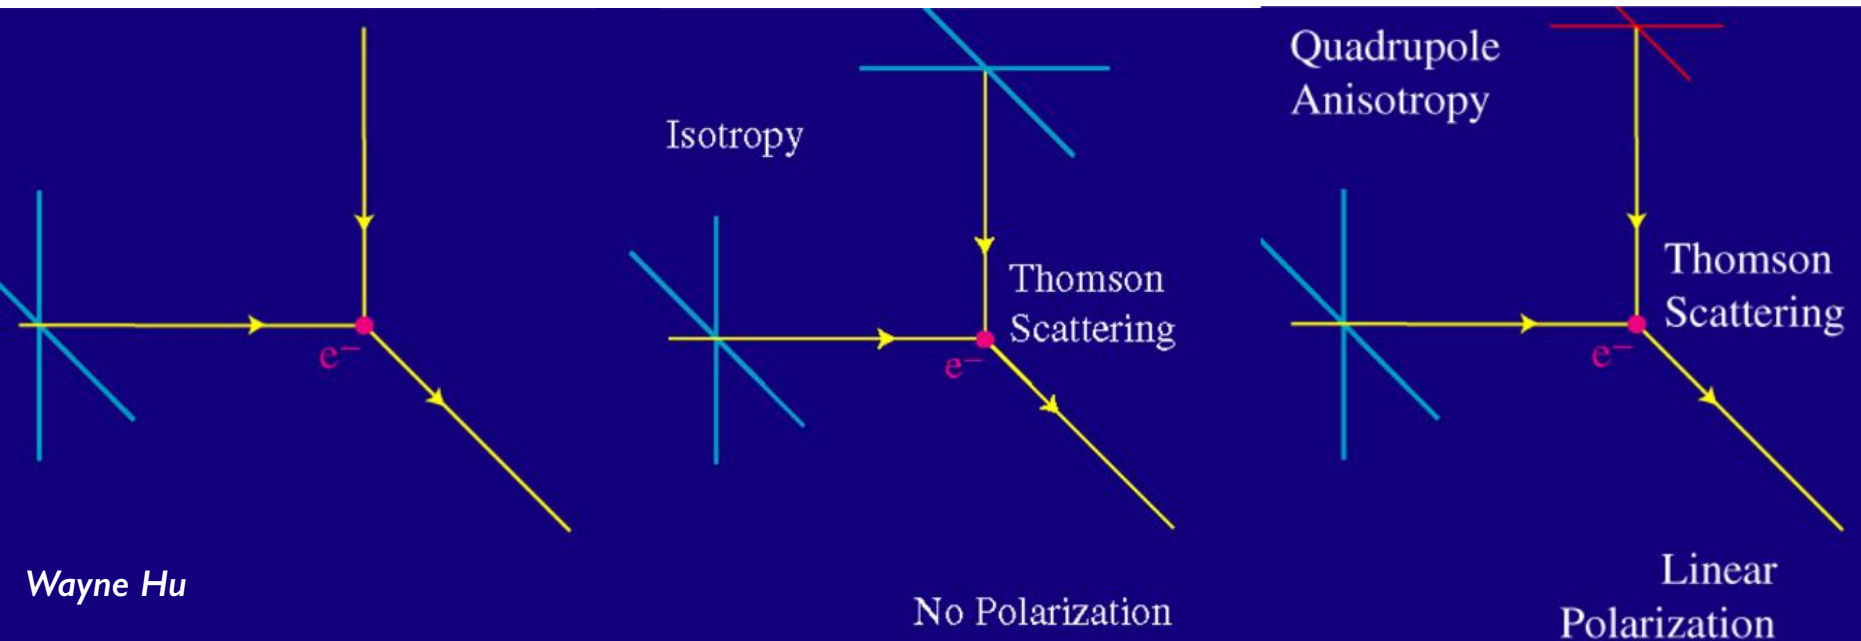 e−
Wayne Hu
Isotropy
Thomson
Scattering
e−
No Polarization
Quadrupole
Anisotropy
Thomson
Scattering
e−
Linear
Polarization